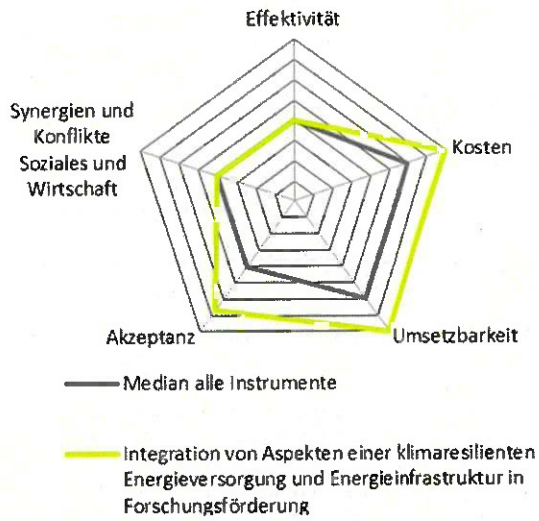 Effektivität
Synergien und
Konflikte
Soziales und
Wirtschaft
Kosten
Akzeptanz
Umsetzbarkeit
Median alle Instrumente
Integration von Aspekten einer klimaresilienten
Energieversorgung und Energieinfrastruktur in
Forschungsförderung